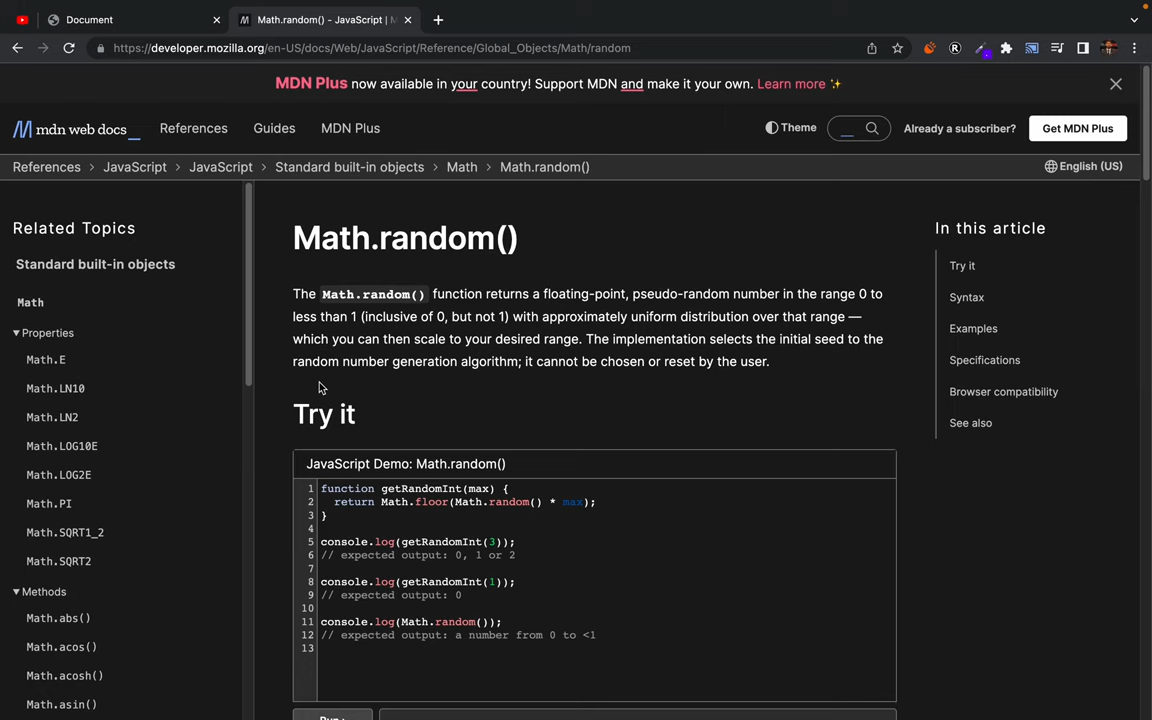 Document
Math.random() - JavaScript | M
https://developer.mozilla.org/en-US/docs/Web/JavaScript/Reference/Global_Objects/Math/random
MDN Plus now available in your country! Support MDN and make it your own. Learn more ✨
mdn web docs_
References
Guides
MDN Plus
Theme
Already a subscriber?
Get MDN Plus
References > JavaScript > JavaScript > Standard built-in objects > Math > Math.random()
English (US)
Related Topics
Standard built-in objects
Math
Properties
Math.E
Math.LN10
Math.LN2
Math.LOG10E
Math.LOG2E
Math.PI
Math.SQRT1_2
Math.SQRT2
Methods
Math.abs()
Math.acos()
Math.acosh()
Math.asin()
Math.random()
The Math.random() function returns a floating-point, pseudo-random number in the range 0 to
less than 1 (inclusive of 0, but not 1) with approximately uniform distribution over that range —
which you can then scale to your desired range. The implementation selects the initial seed to the
random number generation algorithm; it cannot be chosen or reset by the user.
Try it
JavaScript Demo: Math.random()
1 function getRandomInt(max) {
2 return Math.floor(Math.random() * max);
3 }
4
5 console.log(getRandomInt(3));
6 // expected output: 0, 1 or 2
7
8 console.log(getRandomInt(1));
9 // expected output: 0
10
11 console.log(Math.random());
12 // expected output: a number from 0 to <1
13
In this article
Try it
Syntax
Examples
Specifications
Browser compatibility
See also